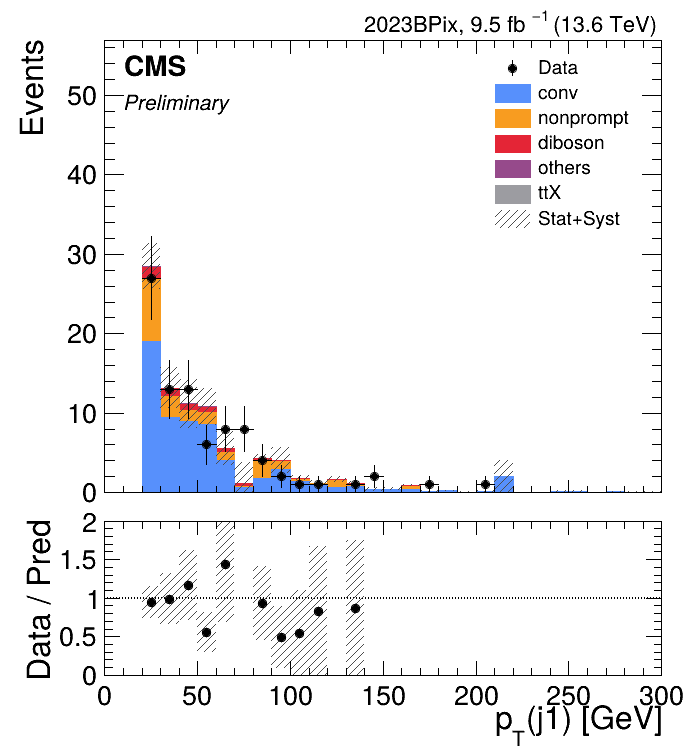 2023BPix, 9.5 fb⁻¹ (13.6 TeV)
CMS
Preliminary
Events
Data
conv
nonprompt
diboson
others
ttX
Stat+Syst
50
40
30
20
10
0
Data / Pred
2
1.5
1
0.5
0
0 50 100 150 200 250 300
p_T(j1) [GeV]